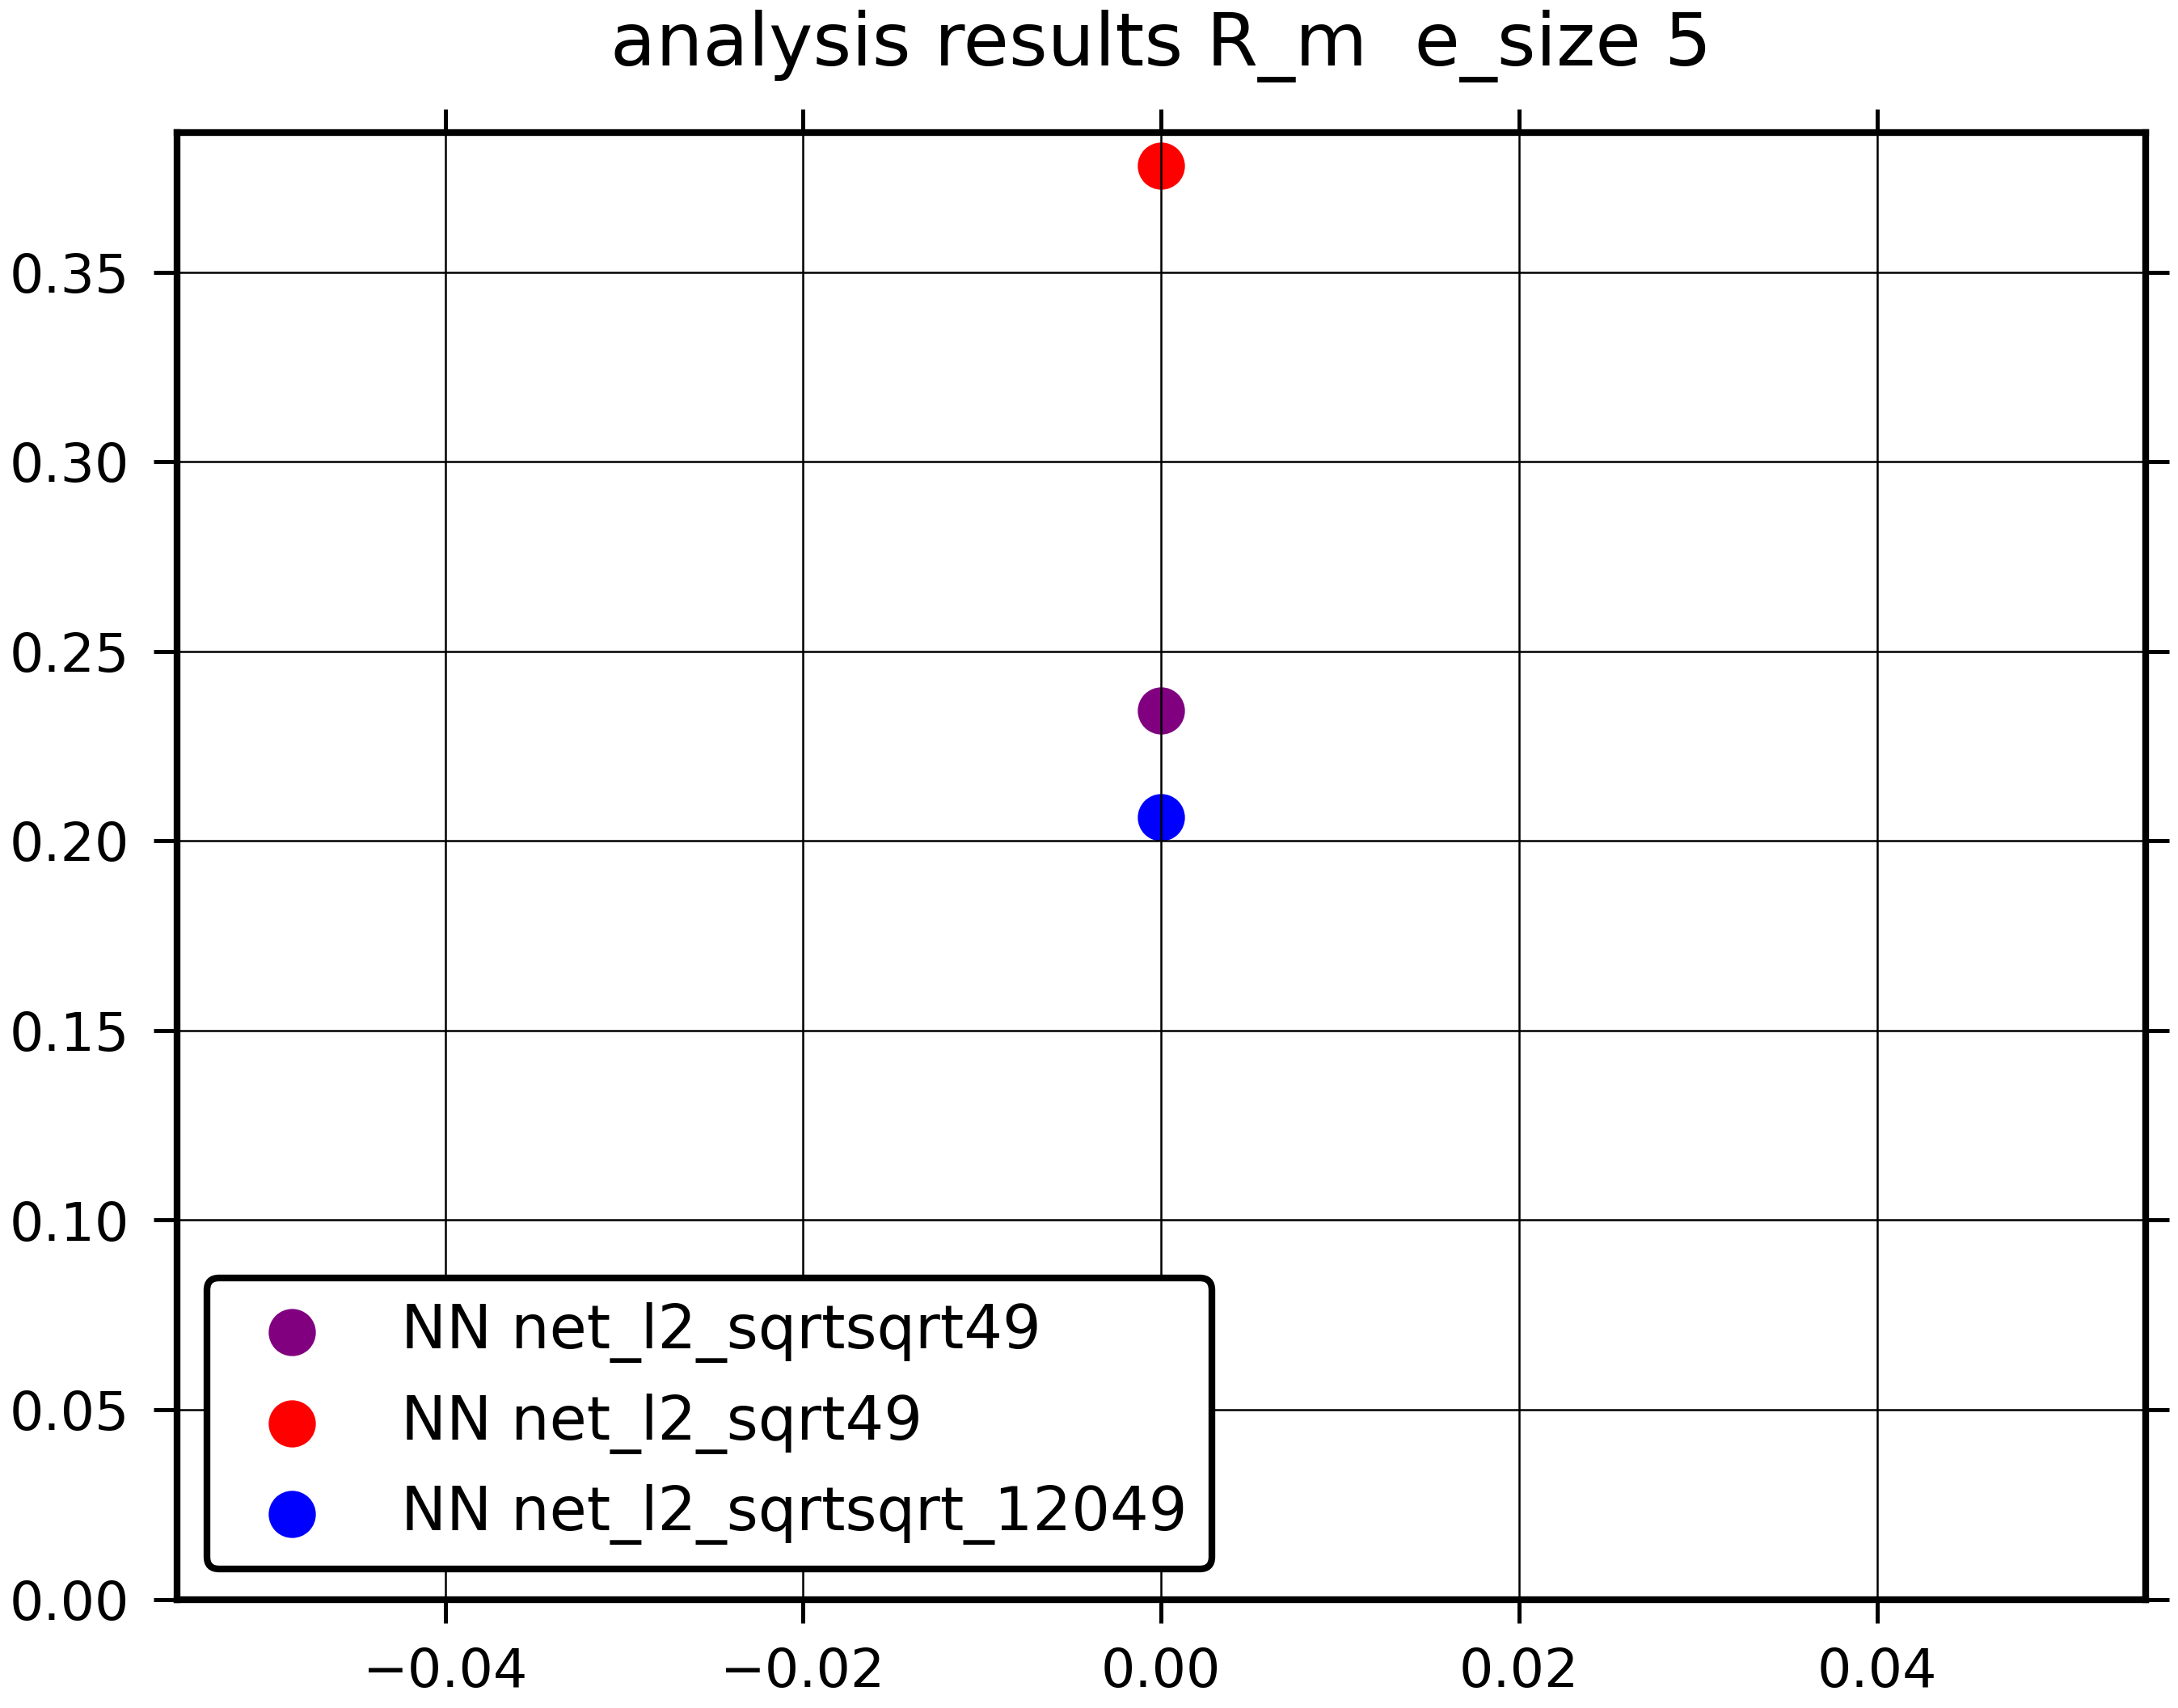 analysis results R_m  e_size 5
0.35
0.30
0.25
0.20
0.15
0.10
0.05
0.00
NN net_l2_sqrtsqrt49
NN net_l2_sqrt49
NN net_l2_sqrtsqrt_12049
−0.04 −0.02 0.00 0.02 0.04